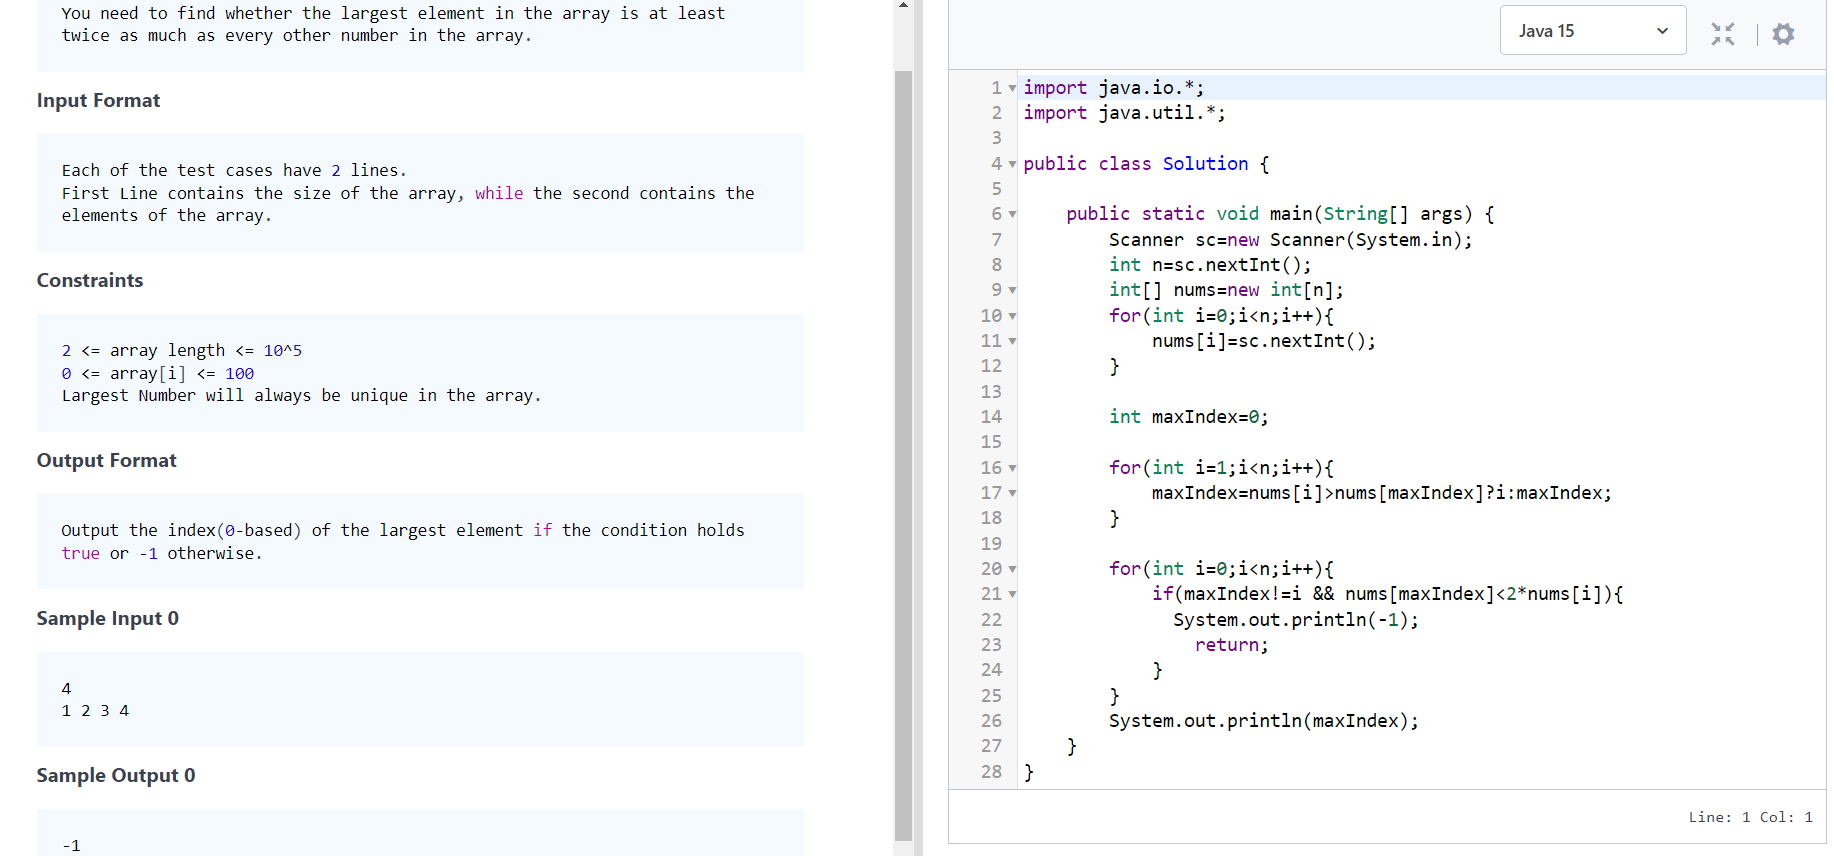 You need to find whether the largest element in the array is at least
twice as much as every other number in the array.
Input Format
Each of the test cases have 2 lines.
First Line contains the size of the array, while the second contains the
elements of the array.
Constraints
2 <= array length <= 10^5
0 <= array[i] <= 100
Largest Number will always be unique in the array.
Output Format
Output the index(0-based) of the largest element if the condition holds
true or -1 otherwise.
Sample Input 0
4
1 2 3 4
Sample Output 0
-1
Java 15
1 import java.io.*;
2 import java.util.*;
3
4 public class Solution {
5
6     public static void main(String[] args) {
7         Scanner sc=new Scanner(System.in);
8         int n=sc.nextInt();
9         int[] nums=new int[n];
10         for(int i=0;i<n;i++){
11             nums[i]=sc.nextInt();
12         }
13
14         int maxIndex=0;
15
16         for(int i=1;i<n;i++){
17             maxIndex=nums[i]>nums[maxIndex]?i:maxIndex;
18         }
19
20         for(int i=0;i<n;i++){
21             if(maxIndex!=i && nums[maxIndex]<2*nums[i]){
22               System.out.println(-1);
23                 return;
24             }
25         }
26         System.out.println(maxIndex);
27     }
28 }
Line: 1 Col: 1